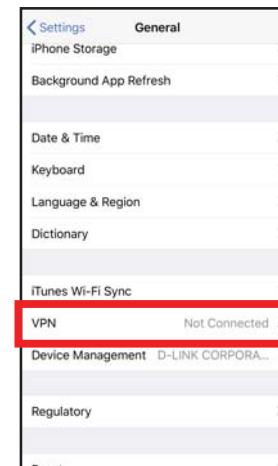 Settings General
iPhone Storage
Background App Refresh
Date & Time
Keyboard
Language & Region
Dictionary
iTunes Wi-Fi Sync
VPN Not Connected
Device Management D-LINK CORPORA...
Regulatory